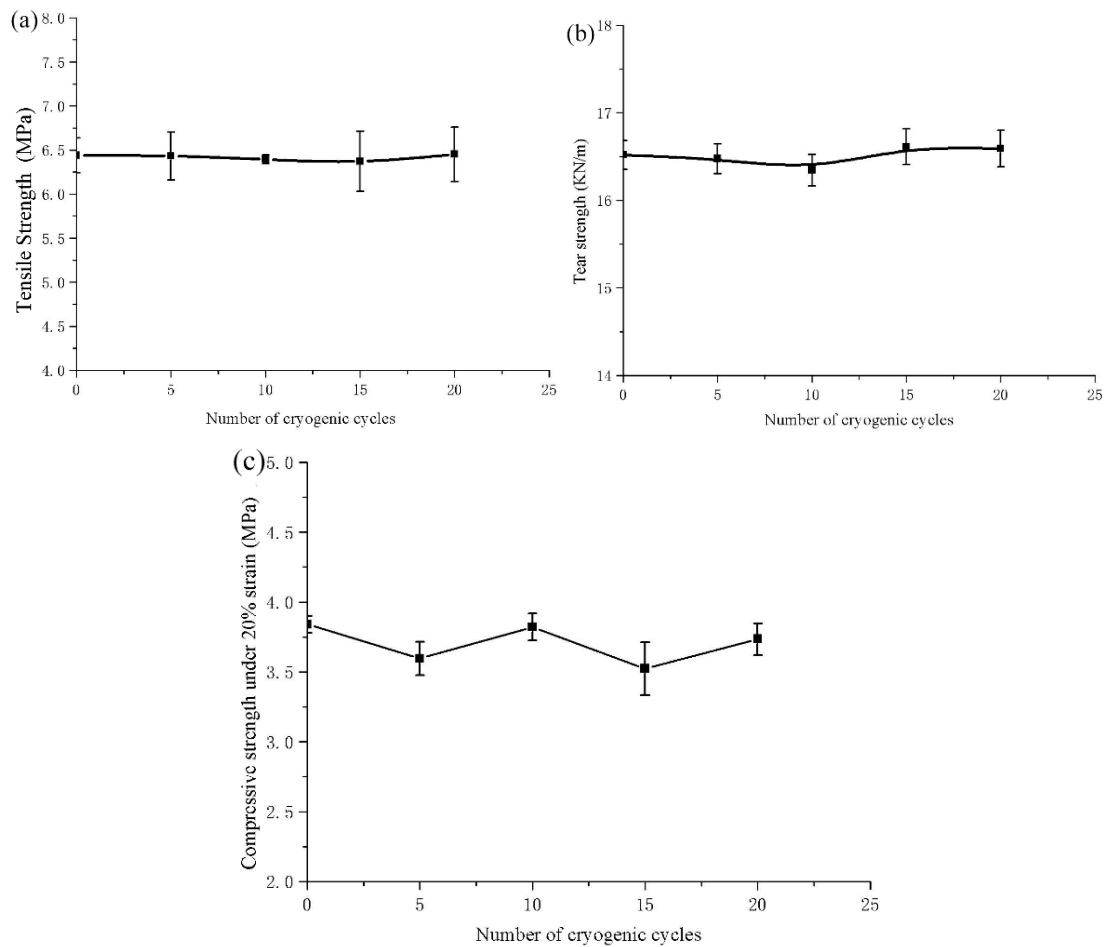 (a)
8. 0
7. 5
7. 0
6. 5
6. 0
5. 5
5. 0
4. 5
4. 0
Tensile Strength (MPa)
0 5 10 15 20 25
Number of cryogenic cycles
(b)
18
17
16
15
14
Tear strength (KN/m)
0 5 10 15 20 25
Number of cryogenic cycles
(c)
5. 0
4. 5
4. 0
3. 5
3. 0
2. 5
2. 0
Compressive strength under 20% strain (MPa)
0 5 10 15 20 25
Number of cryogenic cycles